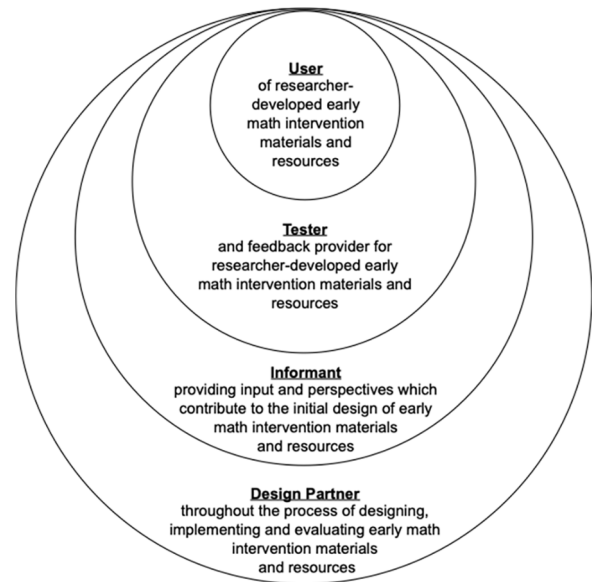 User
of researcher-
developed early
math intervention
materials and
resources
Tester
and feedback provider for
researcher-developed early
math intervention materials and
resources
Informant
providing input and perspectives which
contribute to the initial design of early
math intervention materials
and resources
Design Partner
throughout the process of designing,
implementing and evaluating early math
intervention materials
and resources